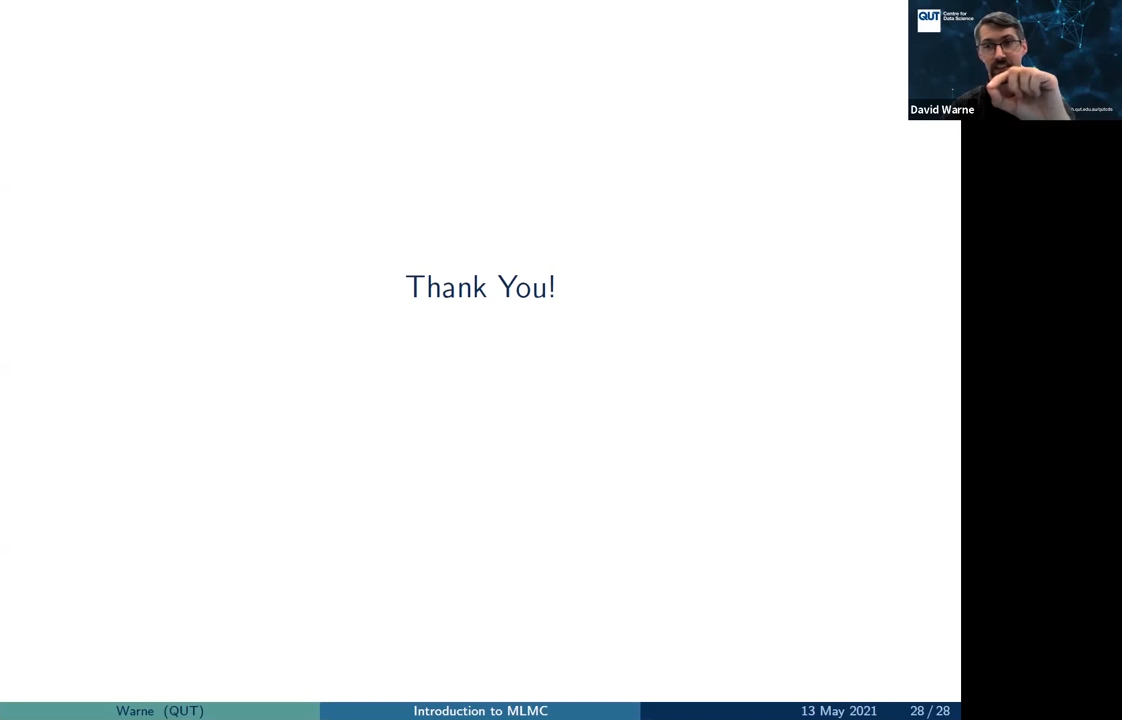 QUT
Centre for
Data Science
David Warne
Thank You!
Warne (QUT)
Introduction to MLMC
13 May 2021
28 / 28